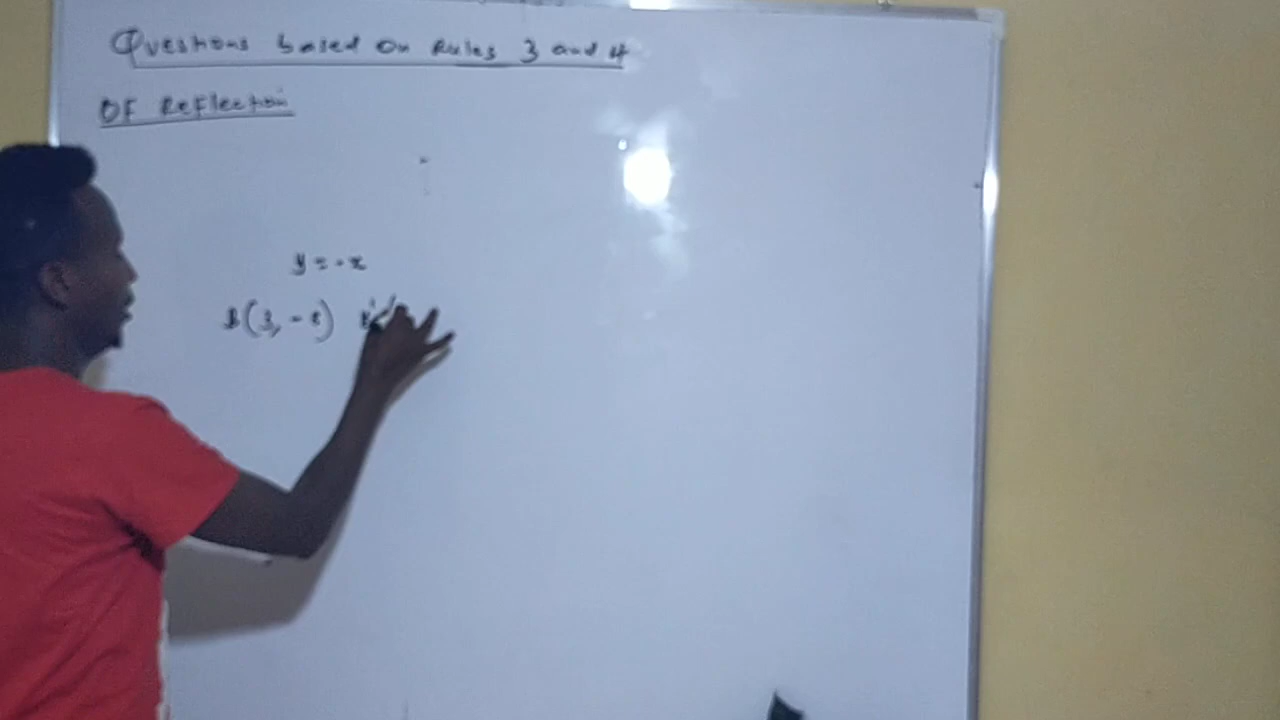 Questions based on Rules 3 and 4
OF Reflection
y = -x
B(3, -8) B'(